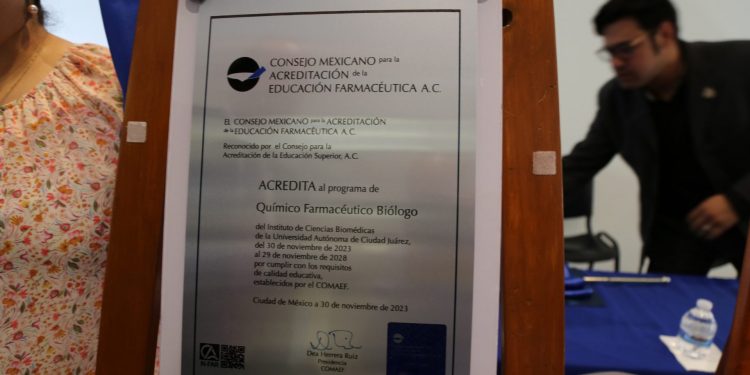 CONSEJO MEXICANO para la
ACREDITACIÓN de la
EDUCACIÓN FARMACÉUTICA A.C.
EL CONSEJO MEXICANO para la ACREDITACIÓN
de la EDUCACIÓN FARMACÉUTICA A.C.
Reconocido por el Consejo para la
Acreditación de la Educación Superior, A.C.
ACREDITA al programa de
Químico Farmacéutico Biólogo
del Instituto de Ciencias Biomédicas
de la Universidad Autónoma de Ciudad Juárez,
del 30 de noviembre de 2023
al 29 de noviembre de 2028
por cumplir con los requisitos
de calidad educativa,
establecidos por el COMAEF.
Ciudad de México a 30 de noviembre de 2023
Dea Herrera Ruiz
Presidencia
COMAEF